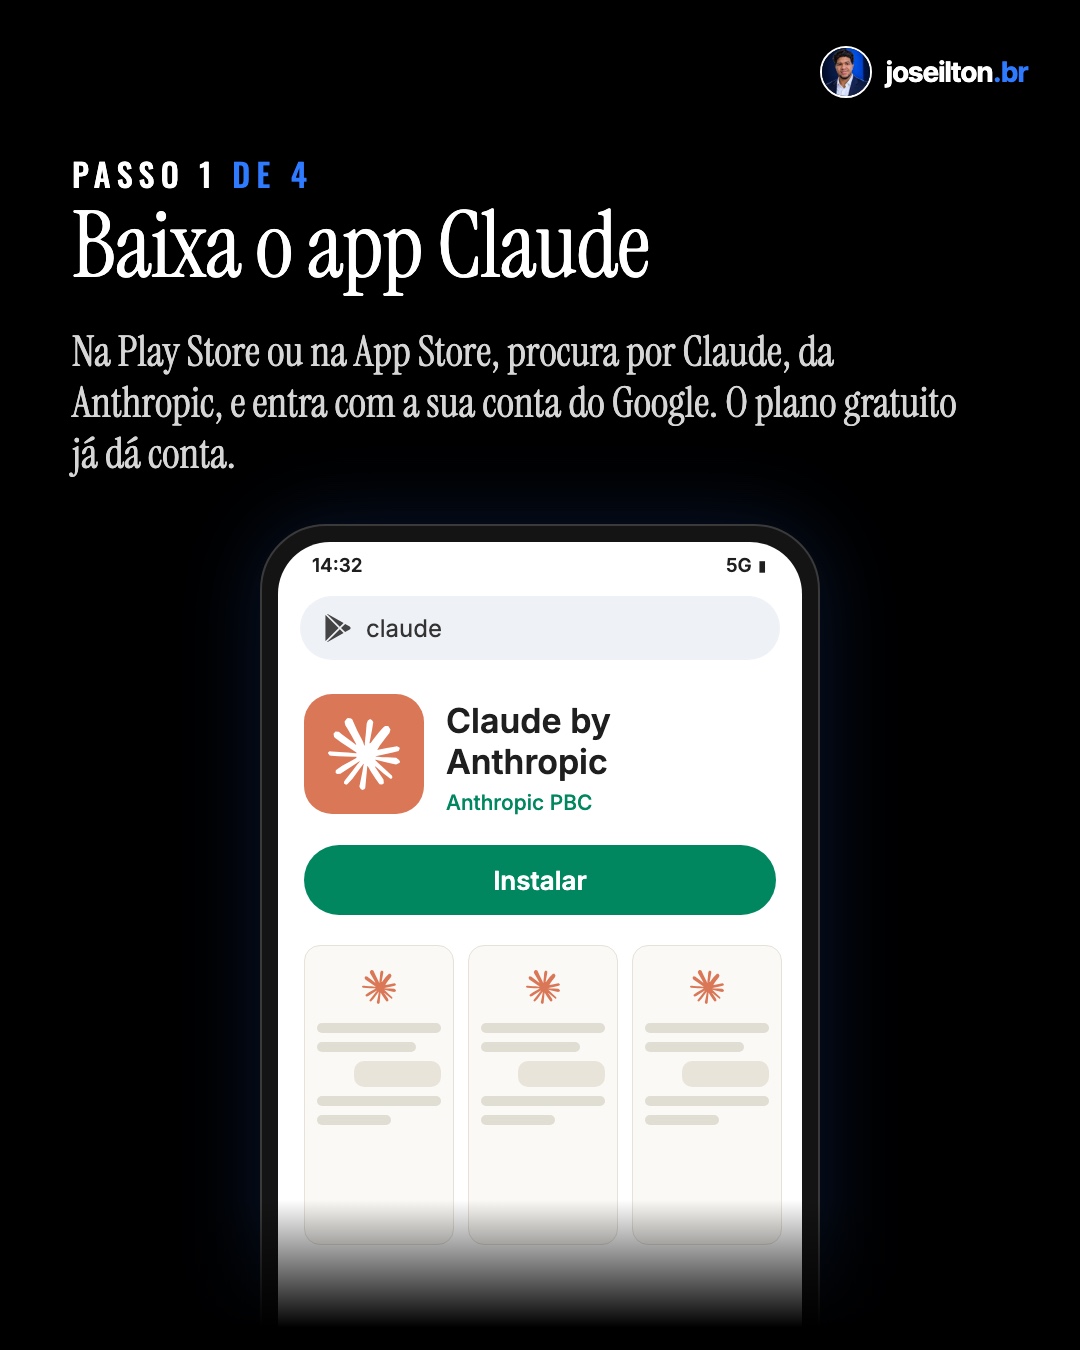 joseilton.br
PASSO 1 DE 4
Baixa o app Claude
Na Play Store ou na App Store, procura por Claude, da
Anthropic, e entra com a sua conta do Google. O plano gratuito
já dá conta.
14:32 5G
claude
Claude by
Anthropic
Anthropic PBC
Instalar